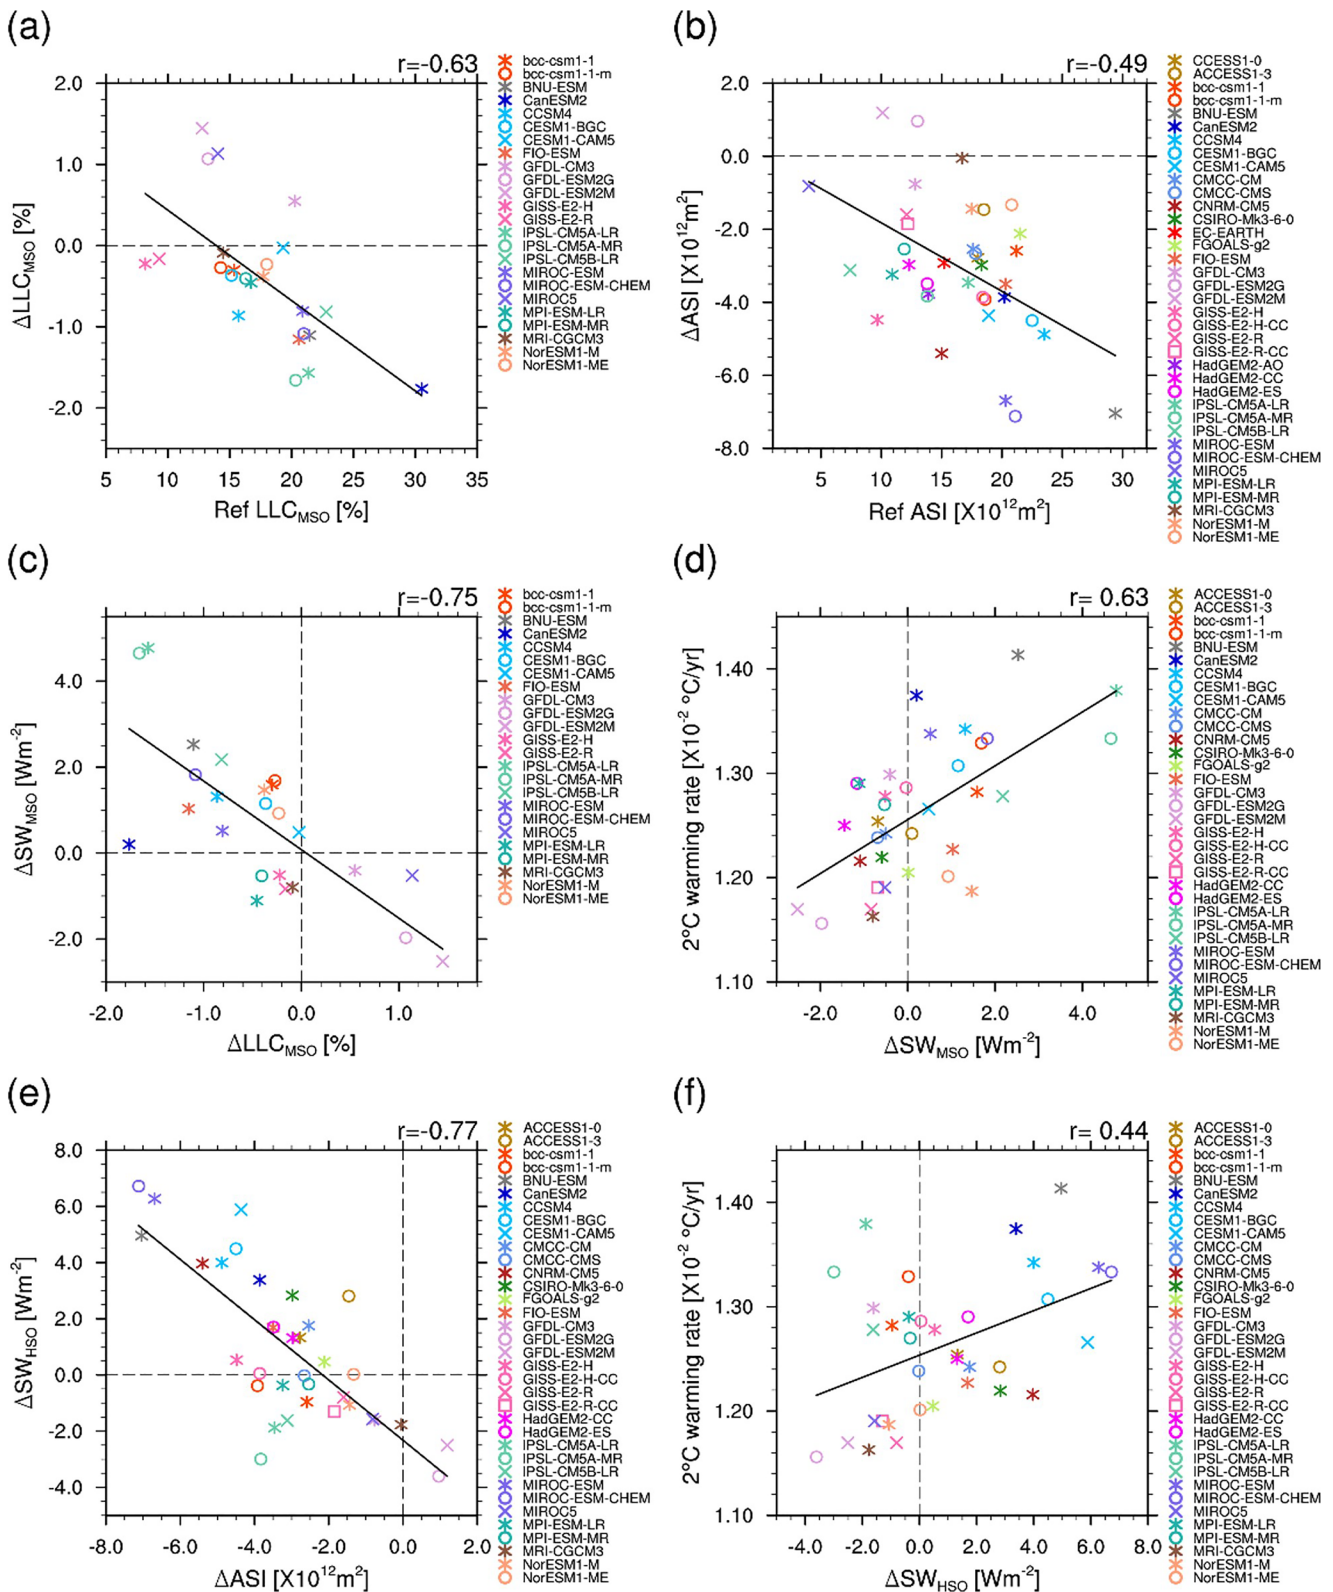 (a)
r=-0.63
2.0
1.0
0.0
-1.0
-2.0
ΔLLC_MSO [%]
5 10 15 20 25 30 35
Ref LLC_MSO [%]
bcc-csm1-1
bcc-csm1-1-m
BNU-ESM
CanESM2
CCSM4
CESM1-BGC
CESM1-CAM5
FIO-ESM
GFDL-CM3
GFDL-ESM2G
GFDL-ESM2M
GISS-E2-H
GISS-E2-R
IPSL-CM5A-LR
IPSL-CM5A-MR
IPSL-CM5B-LR
MIROC-ESM
MIROC-ESM-CHEM
MIROC5
MPI-ESM-LR
MPI-ESM-MR
MRI-CGCM3
NorESM1-M
NorESM1-ME
(b)
r=-0.49
2.0
0.0
-2.0
-4.0
-6.0
-8.0
ΔASI [X10¹²m²]
5 10 15 20 25 30
Ref ASI [X10¹²m²]
CCESS1-0
ACCESS1-3
bcc-csm1-1
bcc-csm1-1-m
BNU-ESM
CanESM2
CCSM4
CESM1-BGC
CESM1-CAM5
CMCC-CM
CMCC-CMS
CNRM-CM5
CSIRO-Mk3-6-0
EC-EARTH
FGOALS-g2
FIO-ESM
GFDL-CM3
GFDL-ESM2G
GFDL-ESM2M
GISS-E2-H
GISS-E2-H-CC
GISS-E2-R
GISS-E2-R-CC
HadGEM2-AO
HadGEM2-CC
HadGEM2-ES
IPSL-CM5A-LR
IPSL-CM5A-MR
IPSL-CM5B-LR
MIROC-ESM
MIROC-ESM-CHEM
MIROC5
MPI-ESM-LR
MPI-ESM-MR
MRI-CGCM3
NorESM1-M
NorESM1-ME
(c)
r=-0.75
4.0
2.0
0.0
-2.0
ΔSW_MSO [Wm⁻²]
-2.0 -1.0 0.0 1.0
ΔLLC_MSO [%]
bcc-csm1-1
bcc-csm1-1-m
BNU-ESM
CanESM2
CCSM4
CESM1-BGC
CESM1-CAM5
FIO-ESM
GFDL-CM3
GFDL-ESM2G
GFDL-ESM2M
GISS-E2-H
GISS-E2-R
IPSL-CM5A-LR
IPSL-CM5A-MR
IPSL-CM5B-LR
MIROC-ESM
MIROC-ESM-CHEM
MIROC5
MPI-ESM-LR
MPI-ESM-MR
MRI-CGCM3
NorESM1-M
NorESM1-ME
(d)
r= 0.63
1.40
1.30
1.20
1.10
2°C warming rate [X10⁻² °C/yr)
-2.0 0.0 2.0 4.0
ΔSW_MSO [Wm⁻²]
ACCESS1-0
ACCESS1-3
bcc-csm1-1
bcc-csm1-1-m
BNU-ESM
CanESM2
CCSM4
CESM1-BGC
CESM1-CAM5
CMCC-CM
CMCC-CMS
CNRM-CM5
CSIRO-Mk3-6-0
FGOALS-g2
FIO-ESM
GFDL-CM3
GFDL-ESM2G
GFDL-ESM2M
GISS-E2-H
GISS-E2-H-CC
GISS-E2-R
GISS-E2-R-CC
HadGEM2-CC
HadGEM2-ES
IPSL-CM5A-LR
IPSL-CM5A-MR
IPSL-CM5B-LR
MIROC-ESM
MIROC-ESM-CHEM
MIROC5
MPI-ESM-LR
MPI-ESM-MR
MRI-CGCM3
NorESM1-M
NorESM1-ME
(e)
r=-0.77
8.0
6.0
4.0
2.0
0.0
-2.0
-4.0
ΔSW_HSO [Wm⁻²]
-8.0 -6.0 -4.0 -2.0 0.0 2.0
ΔASI [X10¹²m²]
ACCESS1-0
ACCESS1-3
bcc-csm1-1
bcc-csm1-1-m
BNU-ESM
CanESM2
CCSM4
CESM1-BGC
CESM1-CAM5
CMCC-CM
CMCC-CMS
CNRM-CM5
CSIRO-Mk3-6-0
FGOALS-g2
FIO-ESM
GFDL-CM3
GFDL-ESM2G
GFDL-ESM2M
GISS-E2-H
GISS-E2-H-CC
GISS-E2-R
GISS-E2-R-CC
HadGEM2-CC
HadGEM2-ES
IPSL-CM5A-LR
IPSL-CM5A-MR
IPSL-CM5B-LR
MIROC-ESM
MIROC-ESM-CHEM
MIROC5
MPI-ESM-LR
MPI-ESM-MR
MRI-CGCM3
NorESM1-M
NorESM1-ME
(f)
r= 0.44
1.40
1.30
1.20
1.10
2°C warming rate [X10⁻² °C/yr)
-4.0 -2.0 0.0 2.0 4.0 6.0 8.0
ΔSW_HSO [Wm⁻²]
ACCESS1-0
ACCESS1-3
bcc-csm1-1
bcc-csm1-1-m
BNU-ESM
CanESM2
CCSM4
CESM1-BGC
CESM1-CAM5
CMCC-CM
CMCC-CMS
CNRM-CM5
CSIRO-Mk3-6-0
FGOALS-g2
FIO-ESM
GFDL-CM3
GFDL-ESM2G
GFDL-ESM2M
GISS-E2-H
GISS-E2-H-CC
GISS-E2-R
GISS-E2-R-CC
HadGEM2-CC
HadGEM2-ES
IPSL-CM5A-LR
IPSL-CM5A-MR
IPSL-CM5B-LR
MIROC-ESM
MIROC-ESM-CHEM
MIROC5
MPI-ESM-LR
MPI-ESM-MR
MRI-CGCM3
NorESM1-M
NorESM1-ME